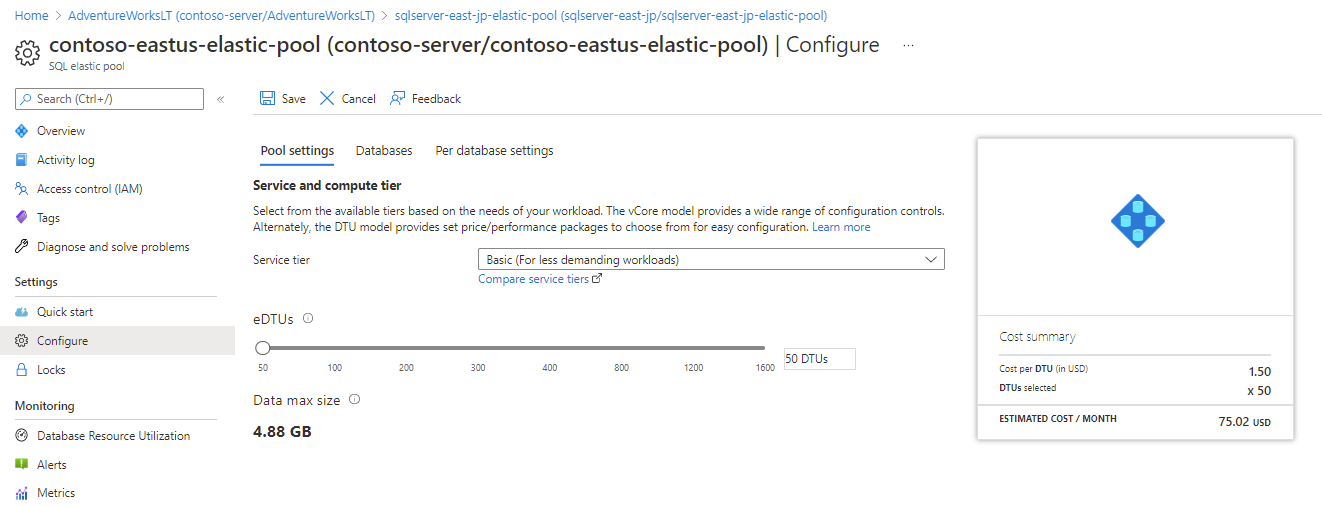 Home > AdventureWorksLT (contoso-server/AdventureWorksLT) > sqlserver-east-jp-elastic-pool (sqlserver-east-jp/sqlserver-east-jp-elastic-pool)
contoso-eastus-elastic-pool (contoso-server/contoso-eastus-elastic-pool) | Configure ...
SQL elastic pool
Search (Ctrl+/)
«
Overview
Activity log
Access control (IAM)
Tags
Diagnose and solve problems
Settings
Quick start
Configure
Locks
Monitoring
Database Resource Utilization
Alerts
Metrics
Save Cancel Feedback
Pool settings Databases Per database settings
Service and compute tier
Select from the available tiers based on the needs of your workload. The vCore model provides a wide range of configuration controls.
Alternately, the DTU model provides set price/performance packages to choose from for easy configuration. Learn more
Service tier Basic (For less demanding workloads)
Compare service tiers
eDTUs
50 100 200 300 400 800 1200 1600
50 DTUs
Data max size
4.88 GB
Cost summary
Cost per DTU (in USD) 1.50
DTUs selected x 50
ESTIMATED COST / MONTH 75.02 USD